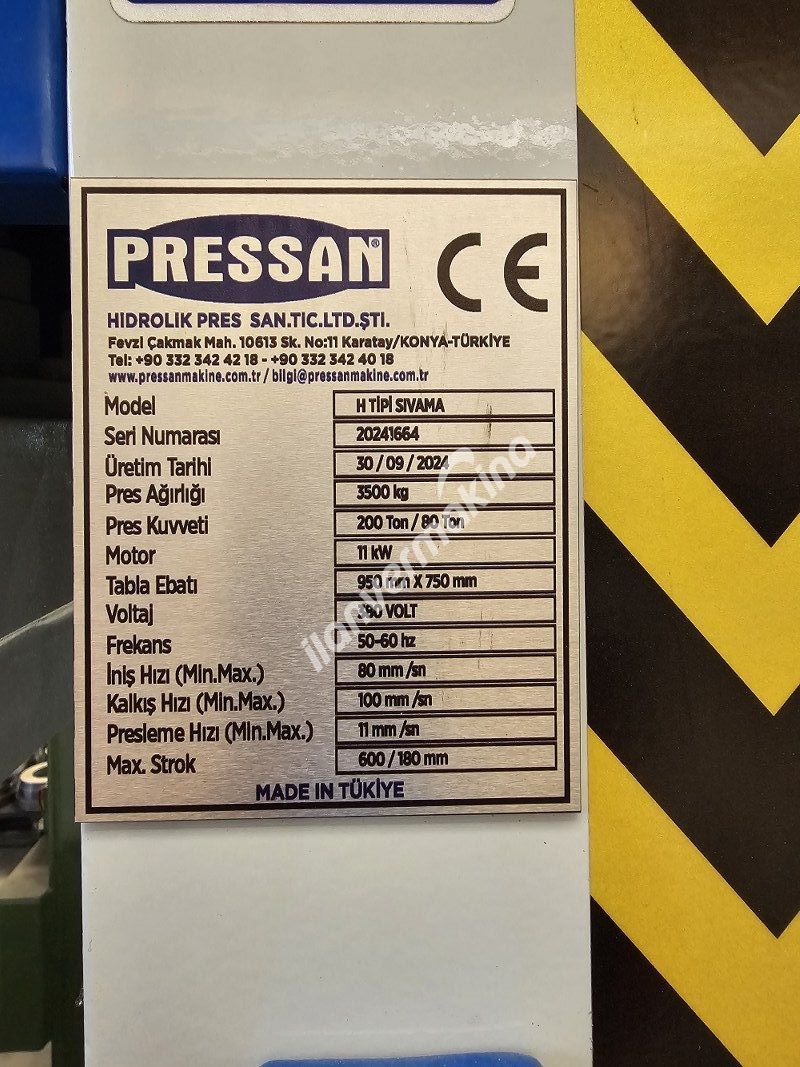 PRESSAN®
CE
HIDROLIK PRES SAN.TIC.LTD.ŞTI.
Fevzi Çakmak Mah. 10613 Sk. No:11 Karatay/KONYA-TÜRKİYE
Tel: +90 332 342 42 18 - +90 332 342 40 18
www.pressanmakine.com.tr / bilgi@pressanmakine.com.tr
Model H TİPİ SIVAMA
Seri Numarası 20241664
Üretim Tarihi 30 / 09 / 2024
Pres Ağırlığı 3500 kg
Pres Kuvveti 200 Ton / 80 Ton
Motor 11 kW
Tabla Ebatı 950 mm X 750 mm
Voltaj 380 VOLT
Frekans 50-60 hz
İniş Hızı (Min.Max.) 80 mm /sn
Kalkış Hızı (Min.Max.) 100 mm /sn
Presleme Hızı (Min.Max.) 11 mm /sn
Max. Strok 600 / 180 mm
MADE IN TÜKİYE
ilanvermakina